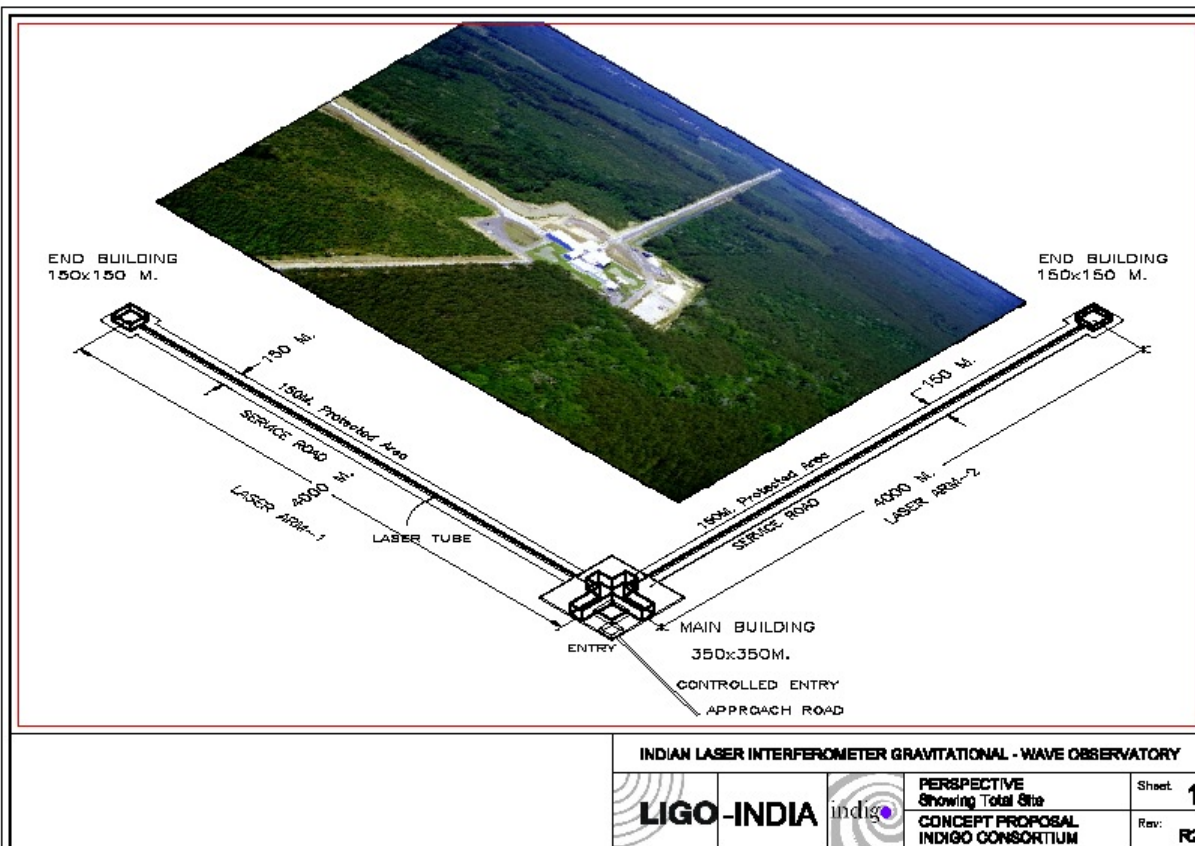 END BUILDING
150x150 M.
END BUILDING
150x150 M.
150 M.
150M. Protected Area
SERVICE ROAD
4000 M.
LASER ARM-1
LASER TUBE
150 M.
150M. Protected Area
SERVICE ROAD
4000 M.
LASER ARM-2
ENTRY
MAIN BUILDING
350x350M.
CONTROLLED ENTRY
APPROACH ROAD
INDIAN LASER INTERFEROMETER GRAVITATIONAL - WAVE OBSERVATORY
LIGO-INDIA
indigo
PERSPECTIVE
Showing Total Site
CONCEPT PROPOSAL
INDIGO CONSORTIUM
Sheet 1
Rev: R2